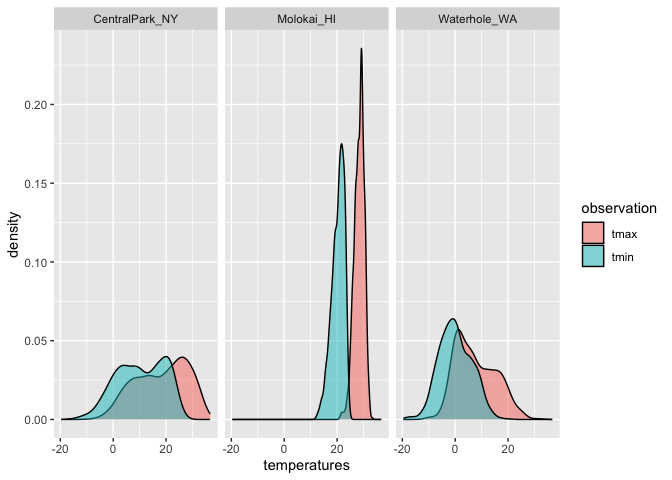 CentralPark_NY Molokai_HI Waterhole_WA
density
0.20
0.15
0.10
0.05
0.00
-20 0 20 -20 0 20 -20 0 20
temperatures
observation
tmax
tmin